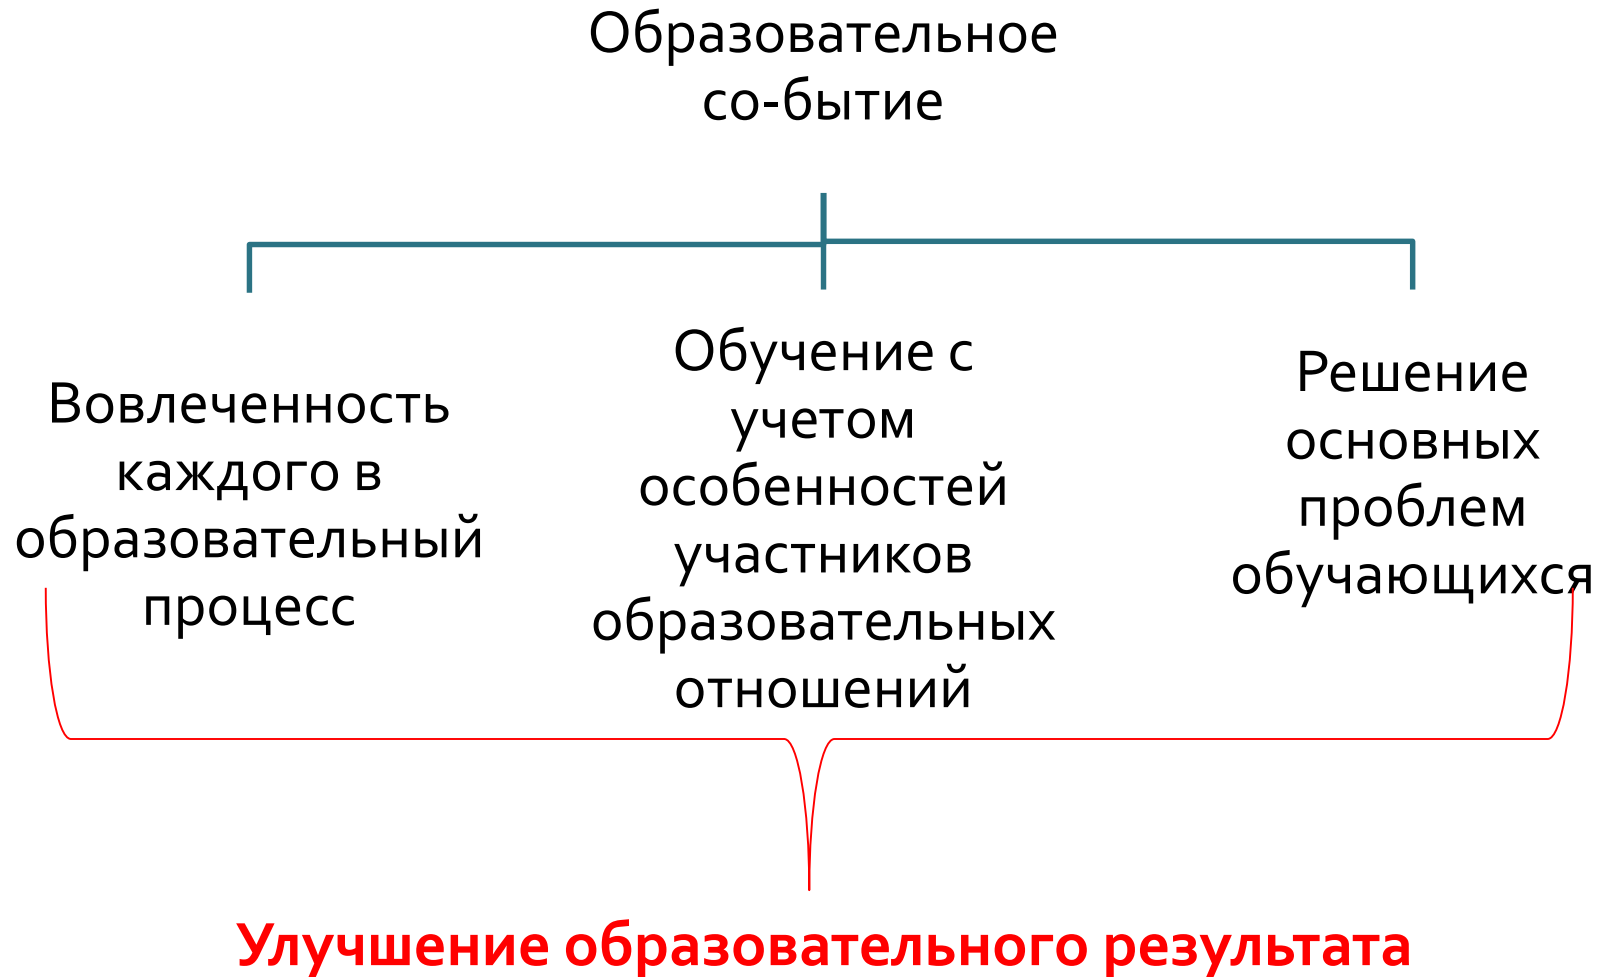 Образовательное
со-бытие
Вовлеченность
каждого в
образовательный
процесс
Обучение с
учетом
особенностей
участников
образовательных
отношений
Решение
основных
проблем
обучающихся
Улучшение образовательного результата